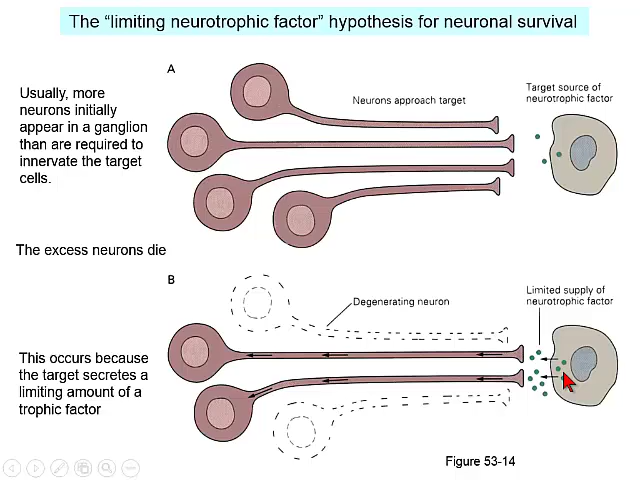 The “limiting neurotrophic factor” hypothesis for neuronal survival
A
Usually, more
neurons initially
appear in a ganglion
than are required to
innervate the target
cells.
Neurons approach target
Target source of
neurotrophic factor
The excess neurons die
B
Degenerating neuron
Limited supply of
neurotrophic factor
This occurs because
the target secretes a
limiting amount of a
trophic factor
Figure 53-14